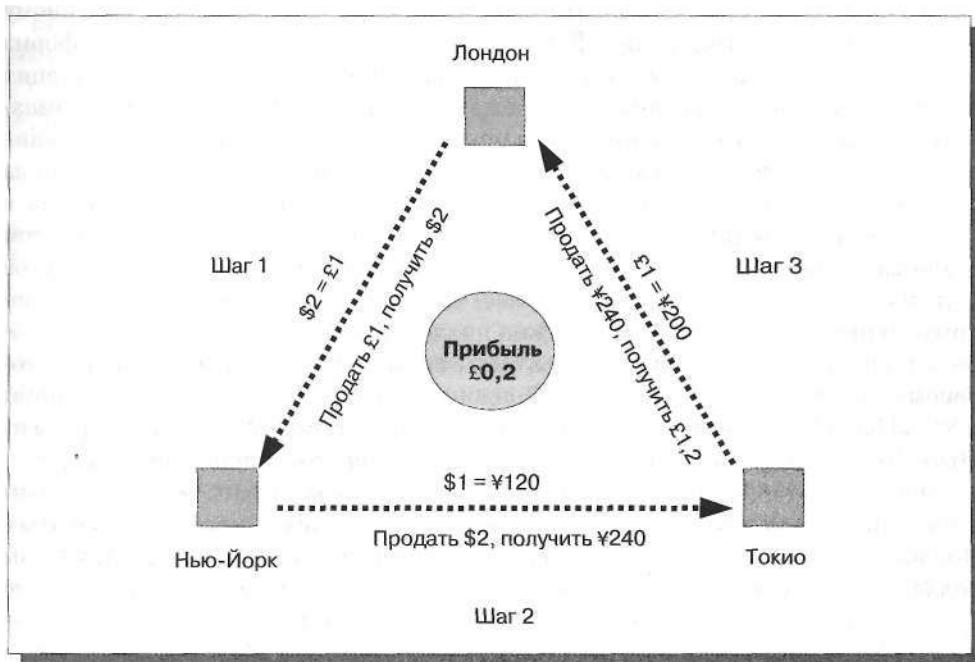 Лондон
Шаг 1
$2 = £1
Продать £1, получить $2
Прибыль
£0,2
£1 = ¥200
Продать ¥240, получить £1,2
Шаг 3
$1 = ¥120
Продать $2, получить ¥240
Нью-Йорк
Токио
Шаг 2